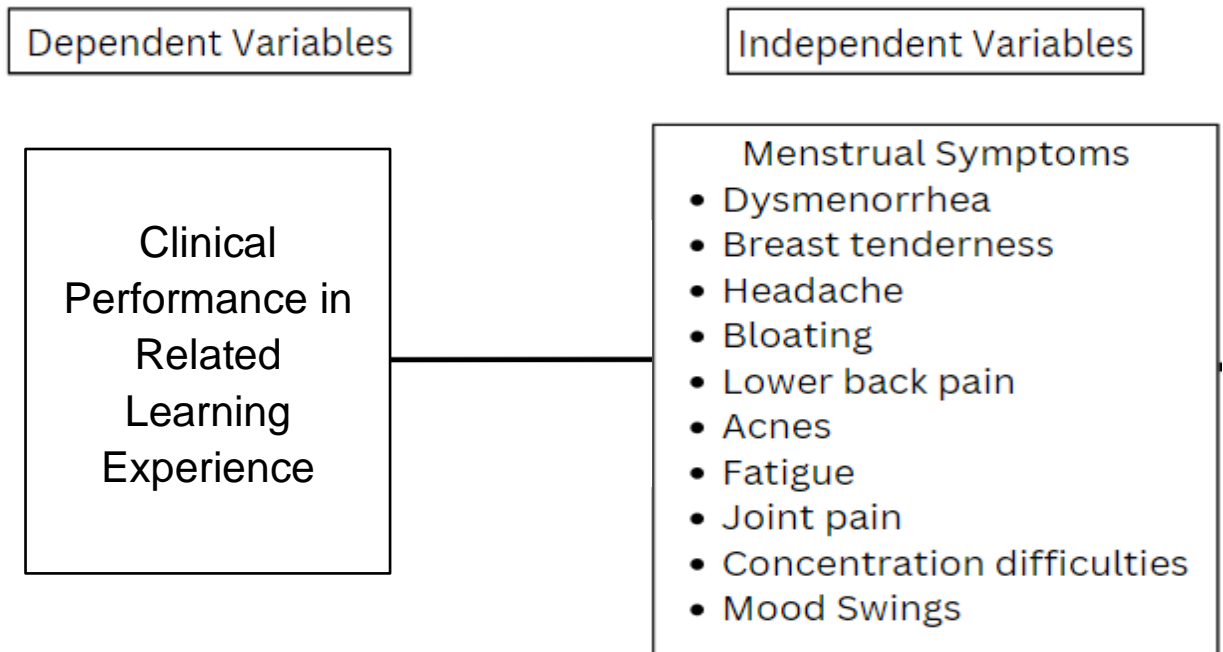 Dependent Variables
Independent Variables
Clinical
Performance in
Related
Learning
Experience
Menstrual Symptoms
• Dysmenorrhea
• Breast tenderness
• Headache
• Bloating
• Lower back pain
• Acnes
• Fatigue
• Joint pain
• Concentration difficulties
• Mood Swings